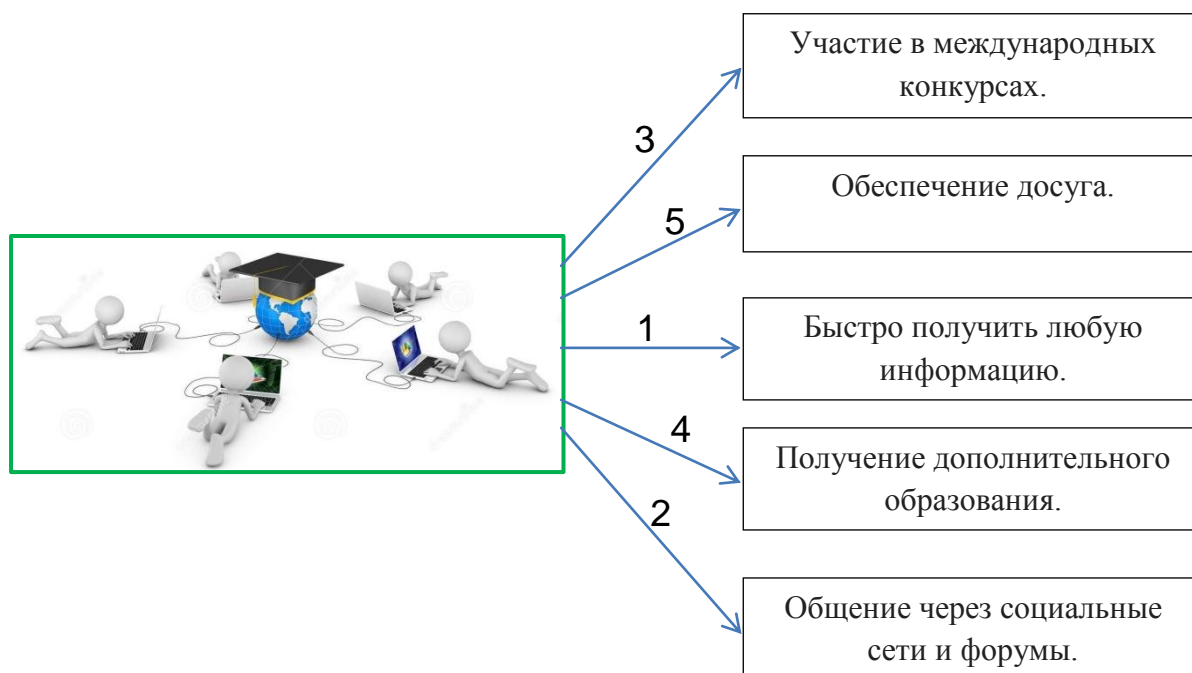 Участие в международных
конкурсах.
3
Обеспечение досуга.
5
Быстро получить любую
информацию.
1
Получение дополнительного
образования.
4
Общение через социальные
сети и форумы.
2